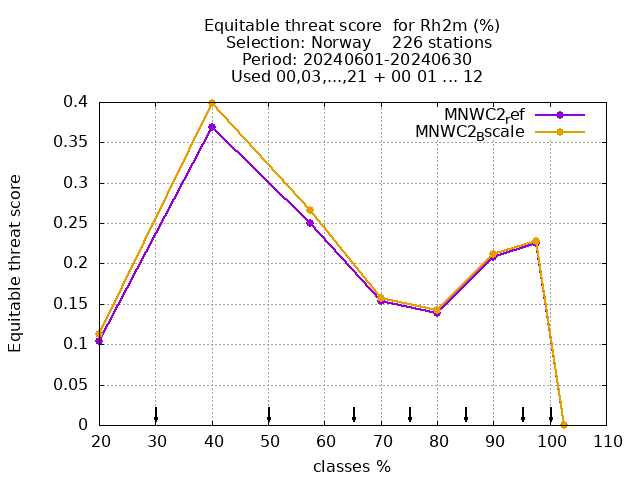 Equitable threat score  for Rh2m (%)
Selection: Norway    226 stations
Period: 20240601-20240630
Used 00,03,...,21 + 00 01 ... 12
MNWC2_ref
MNWC2_Bscale
0.4
0.35
0.3
0.25
0.2
0.15
0.1
0.05
0
Equitable threat score
20 30 40 50 60 70 80 90 100 110
classes %